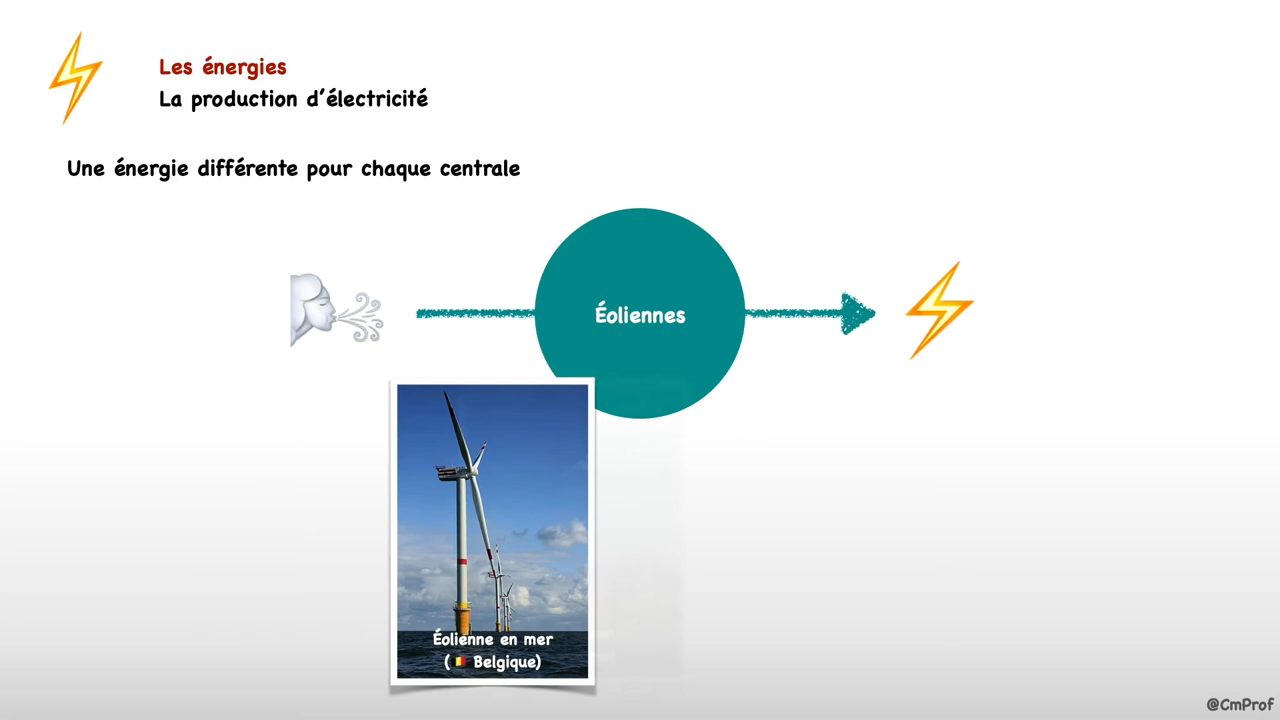 Les énergies
La production d’électricité
Une énergie différente pour chaque centrale
Éoliennes
Éolienne en mer
(🇧🇪 Belgique)
@CmProf